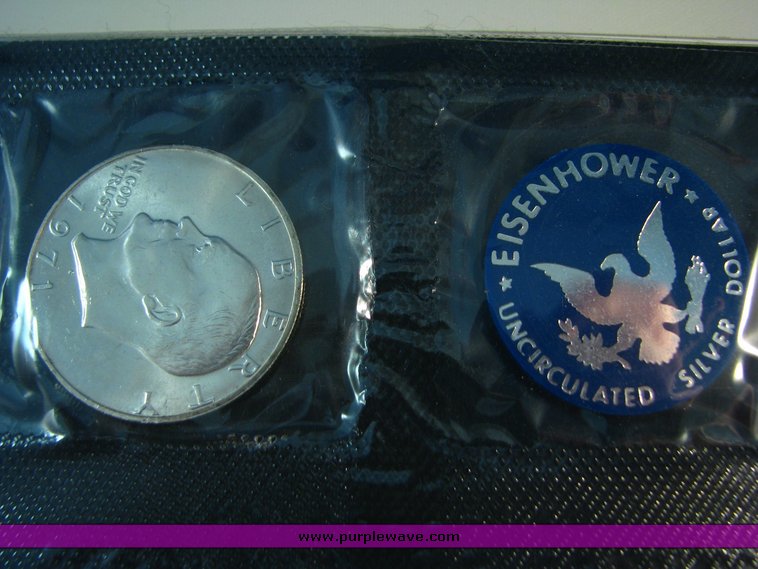 LIBERTY
IN GOD WE
TRUST
1971
★ EISENHOWER ★
UNCIRCULATED SILVER DOLLAR
www.purplewave.com